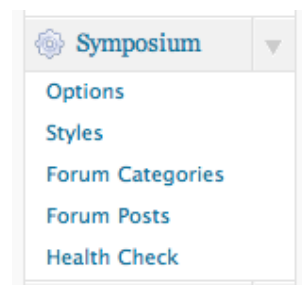 Symposium
Options
Styles
Forum Categories
Forum Posts
Health Check